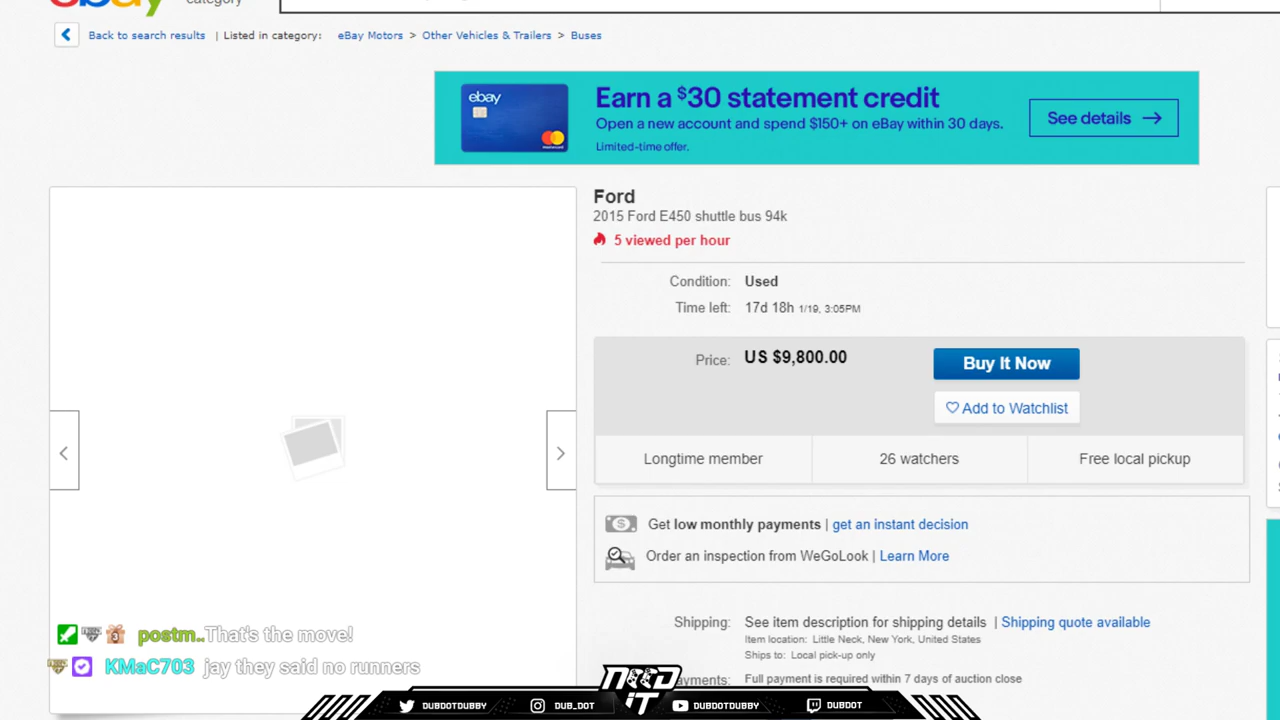 ebay
category
Back to search results | Listed in category: eBay Motors > Other Vehicles & Trailers > Buses
ebay
mastercard
Earn a $30 statement credit
Open a new account and spend $150+ on eBay within 30 days.
Limited-time offer.
See details →
Ford
2015 Ford E450 shuttle bus 94k
5 viewed per hour
Condition: Used
Time left: 17d 18h 1/19, 3:05PM
Price: US $9,800.00
Buy It Now
Add to Watchlist
Longtime member
26 watchers
Free local pickup
Get low monthly payments | get an instant decision
Order an inspection from WeGoLook | Learn More
Shipping: See item description for shipping details | Shipping quote available
Item location: Little Neck, New York, United States
Ships to: Local pick-up only
ayments: Full payment is required within 7 days of auction close
3 postm..That's the move!
KMaC703 jay they said no runners
NEED IT
DUBDOTDUBBY
DUB_DOT
DUBDOTDUBBY
DUBDOT